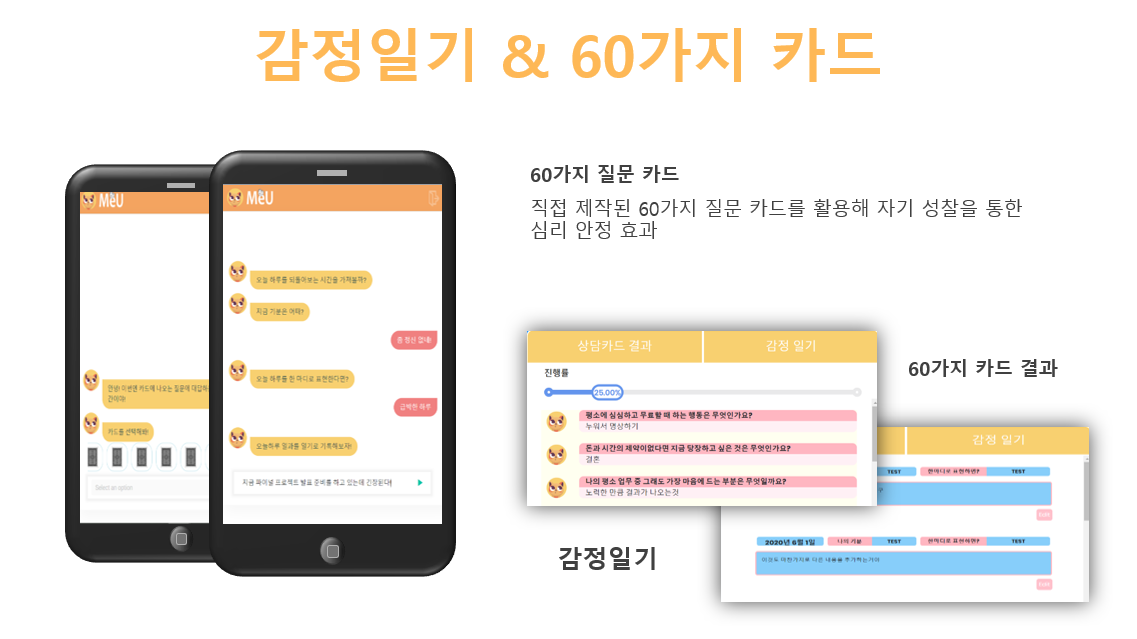 감정일기 & 60가지 카드
MeU
안녕! 이번엔 카드에 나오는 질문에 대답하
카드를 선택해봐!
Select an option
MeU
오늘 하루를 되돌아보는 시간을 가져볼까?
지금 기분은 어때?
오늘 하루를 한 마디로 표현한다면?
급박한 하루
오늘하루 일과를 일기로 기록해보자!
지금 파이널 프로젝트 발표 준비를 하고 있는데 긴장된다!
60가지 질문 카드
직접 제작된 60가지 질문 카드를 활용해 자기 성찰을 통한
심리 안정 효과
상담카드 결과
감정 일기
진행률
25.00%
평소에 심심하고 무료할 때 하는 행동은 무엇인가요?
누워서 명상하기
돈과 시간의 제약이없다면 지금 당장하고 싶은 것은 무엇인가요?
결혼
나의 평소 업무 중 그래도 가장 마음에 드는 부분은 무엇일까요?
노력한 만큼 결과가 나오는것
60가지 카드 결과
감정 일기
TEST 한마디로 표현하면? TEST
2020년 6월 1일 나의 기분 TEST 한마디로 표현하면? TEST
감정일기